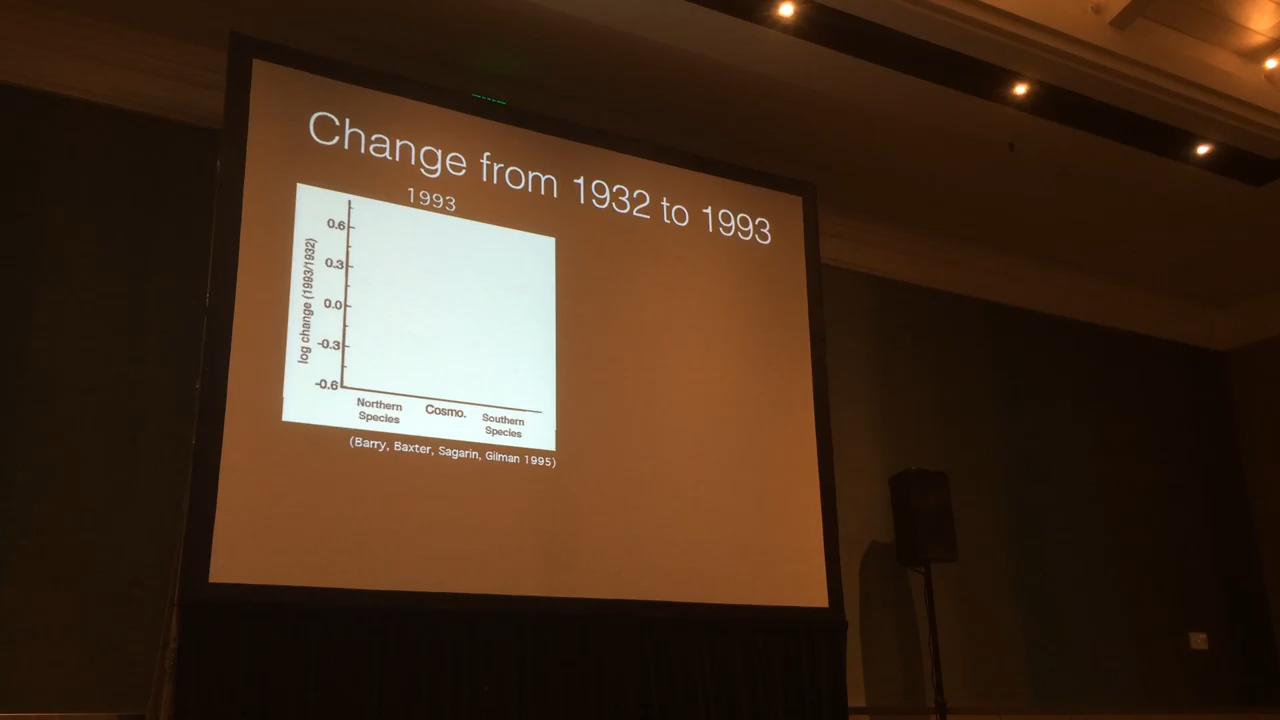 Change from 1932 to 1993
1993
log change (1993/1932)
0.6
0.3
0.0
-0.3
-0.6
Northern
Species
Cosmo.
Southern
Species
(Barry, Baxter, Sagarin, Gilman 1995)